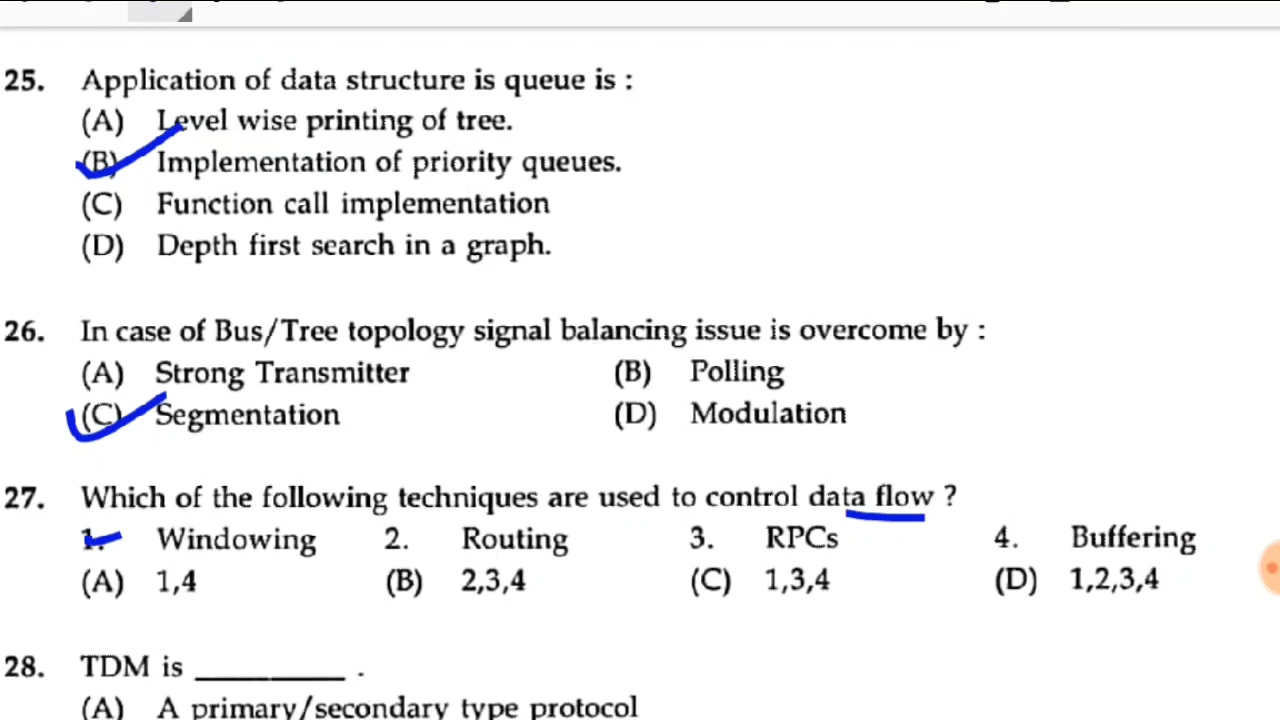 25. Application of data structure is queue is :
(A) Level wise printing of tree.
(B) Implementation of priority queues.
(C) Function call implementation
(D) Depth first search in a graph.
26. In case of Bus/Tree topology signal balancing issue is overcome by :
(A) Strong Transmitter (B) Polling
(C) Segmentation (D) Modulation
27. Which of the following techniques are used to control data flow ?
1. Windowing 2. Routing 3. RPCs 4. Buffering
(A) 1,4 (B) 2,3,4 (C) 1,3,4 (D) 1,2,3,4
28. TDM is _________ .
(A) A primary/secondary type protocol